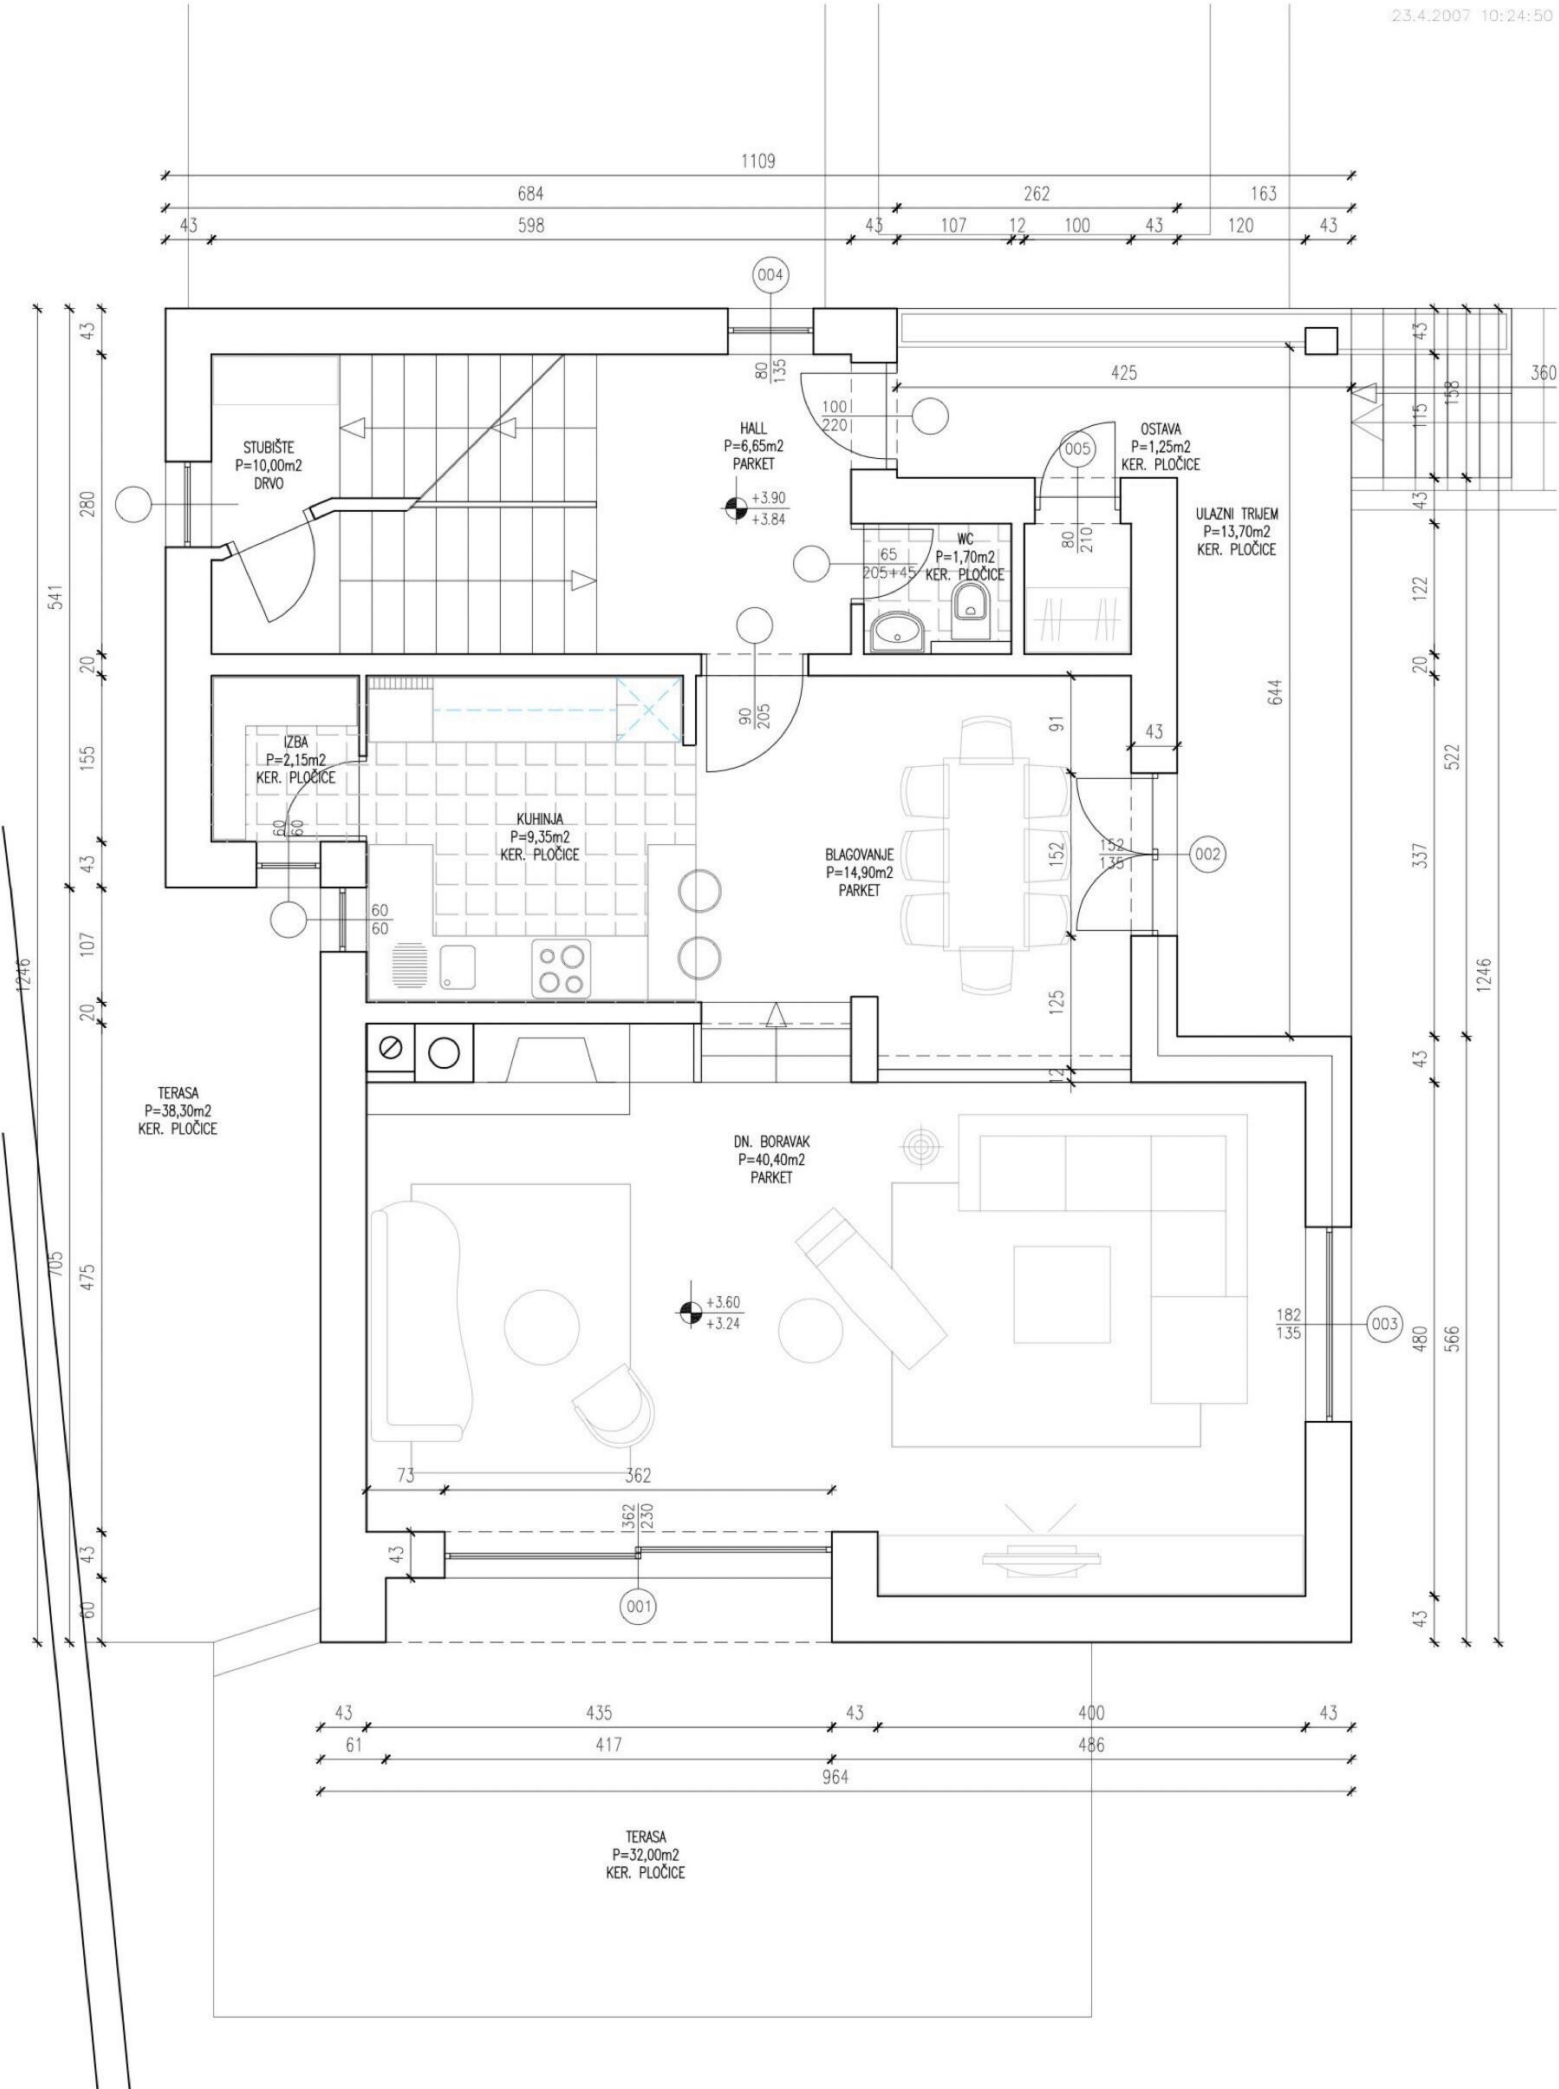 23.4.2007 10:24:50
1109
684
262
163
43
598
43
107
12
100
43
120
43
004
80
135
425
360
100
220
HALL
P=6,65m2
PARKET
+3.90
+3.84
STUBIŠTE
P=10,00m2
DRVO
OSTAVA
P=1,25m2
KER. PLOČICE
005
80
210
ULAZNI TRIJEM
P=13,70m2
KER. PLOČICE
WC
P=1,70m2
KER. PLOČICE
65
205+45
90
205
IZBA
P=2,15m2
KER. PLOČICE
60
60
60
60
KUHINJA
P=9,35m2
KER. PLOČICE
BLAGOVANJE
P=14,90m2
PARKET
91
152
125
12
43
152
135
002
644
TERASA
P=38,30m2
KER. PLOČICE
DN. BORAVAK
P=40,40m2
PARKET
+3.60
+3.24
182
135
003
73
362
362
230
43
001
43
280
20
155
43
107
20
475
43
60
541
705
1246
43
115
158
43
122
20
337
43
480
43
522
566
1246
43
435
43
400
43
61
417
486
964
TERASA
P=32,00m2
KER. PLOČICE